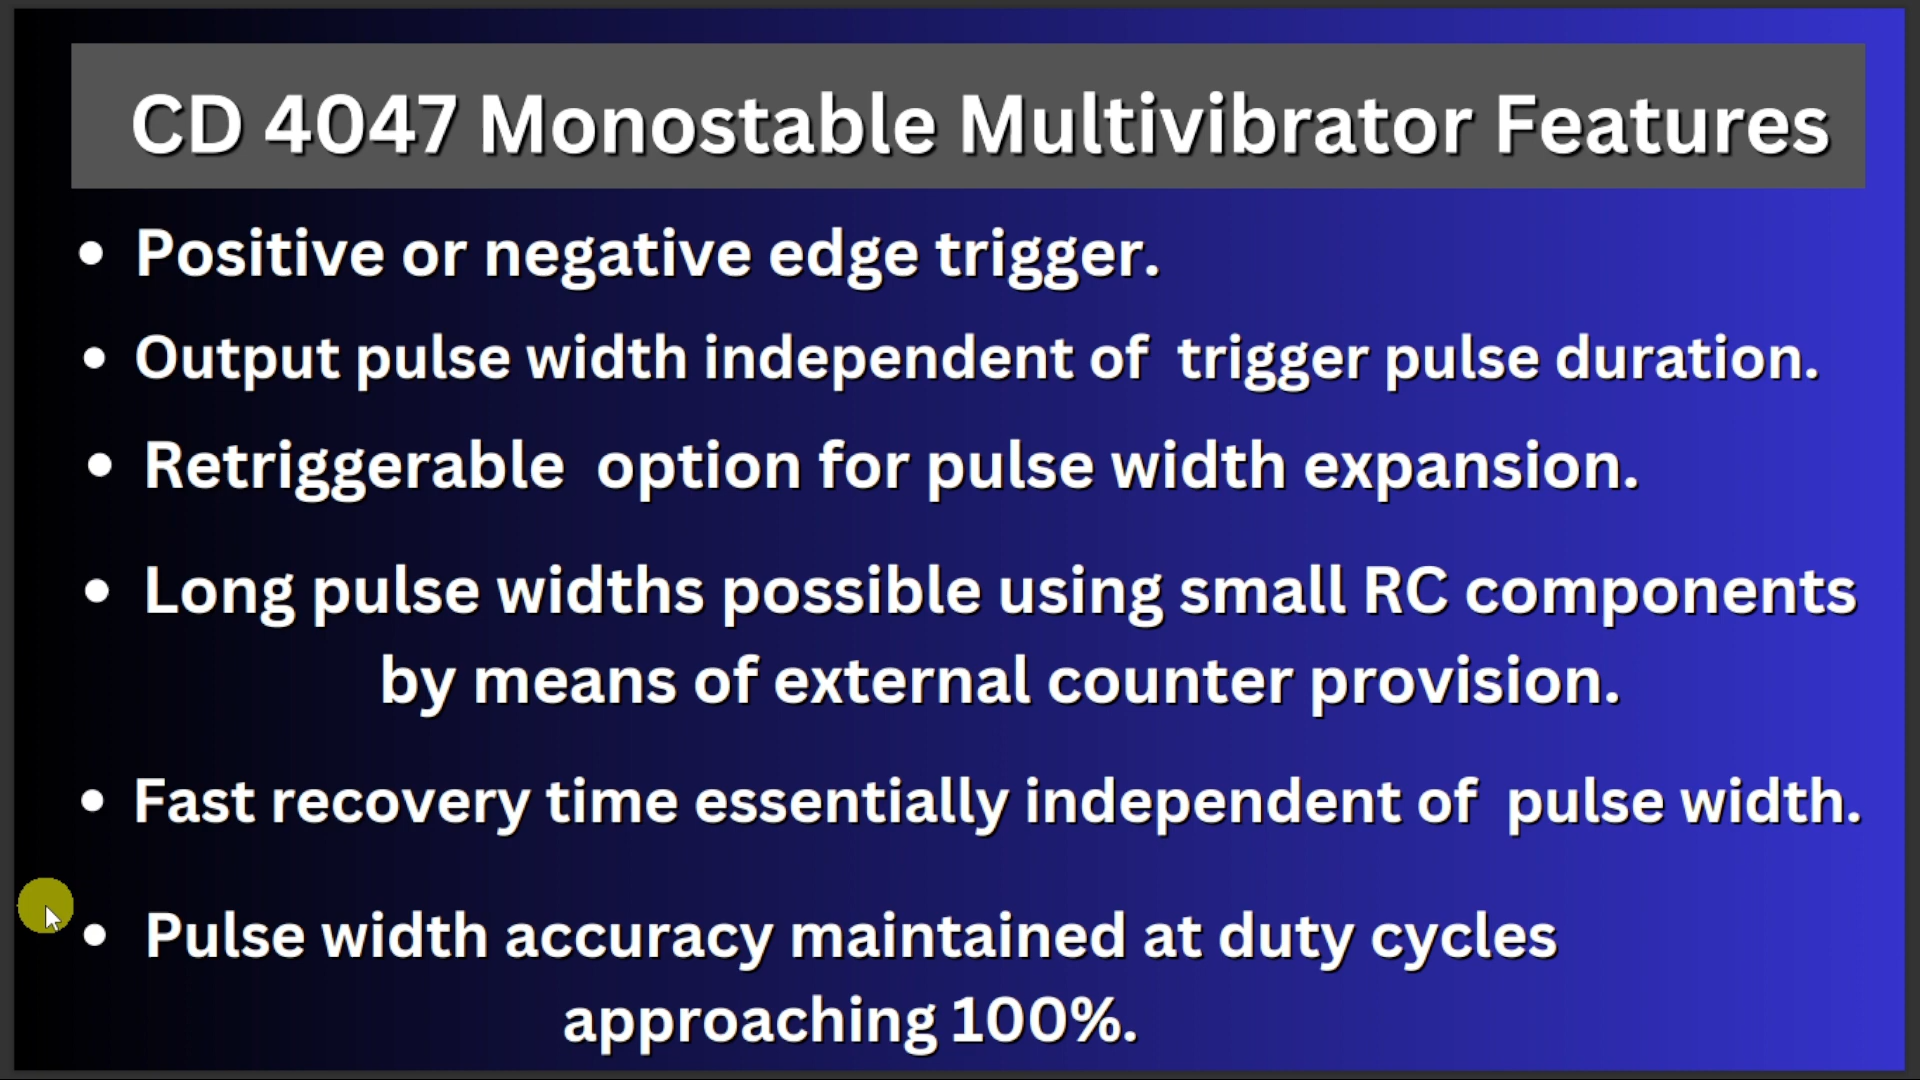 CD 4047 Monostable Multivibrator Features
• Positive or negative edge trigger.
• Output pulse width independent of trigger pulse duration.
• Retriggerable option for pulse width expansion.
• Long pulse widths possible using small RC components
by means of external counter provision.
• Fast recovery time essentially independent of pulse width.
• Pulse width accuracy maintained at duty cycles
approaching 100%.